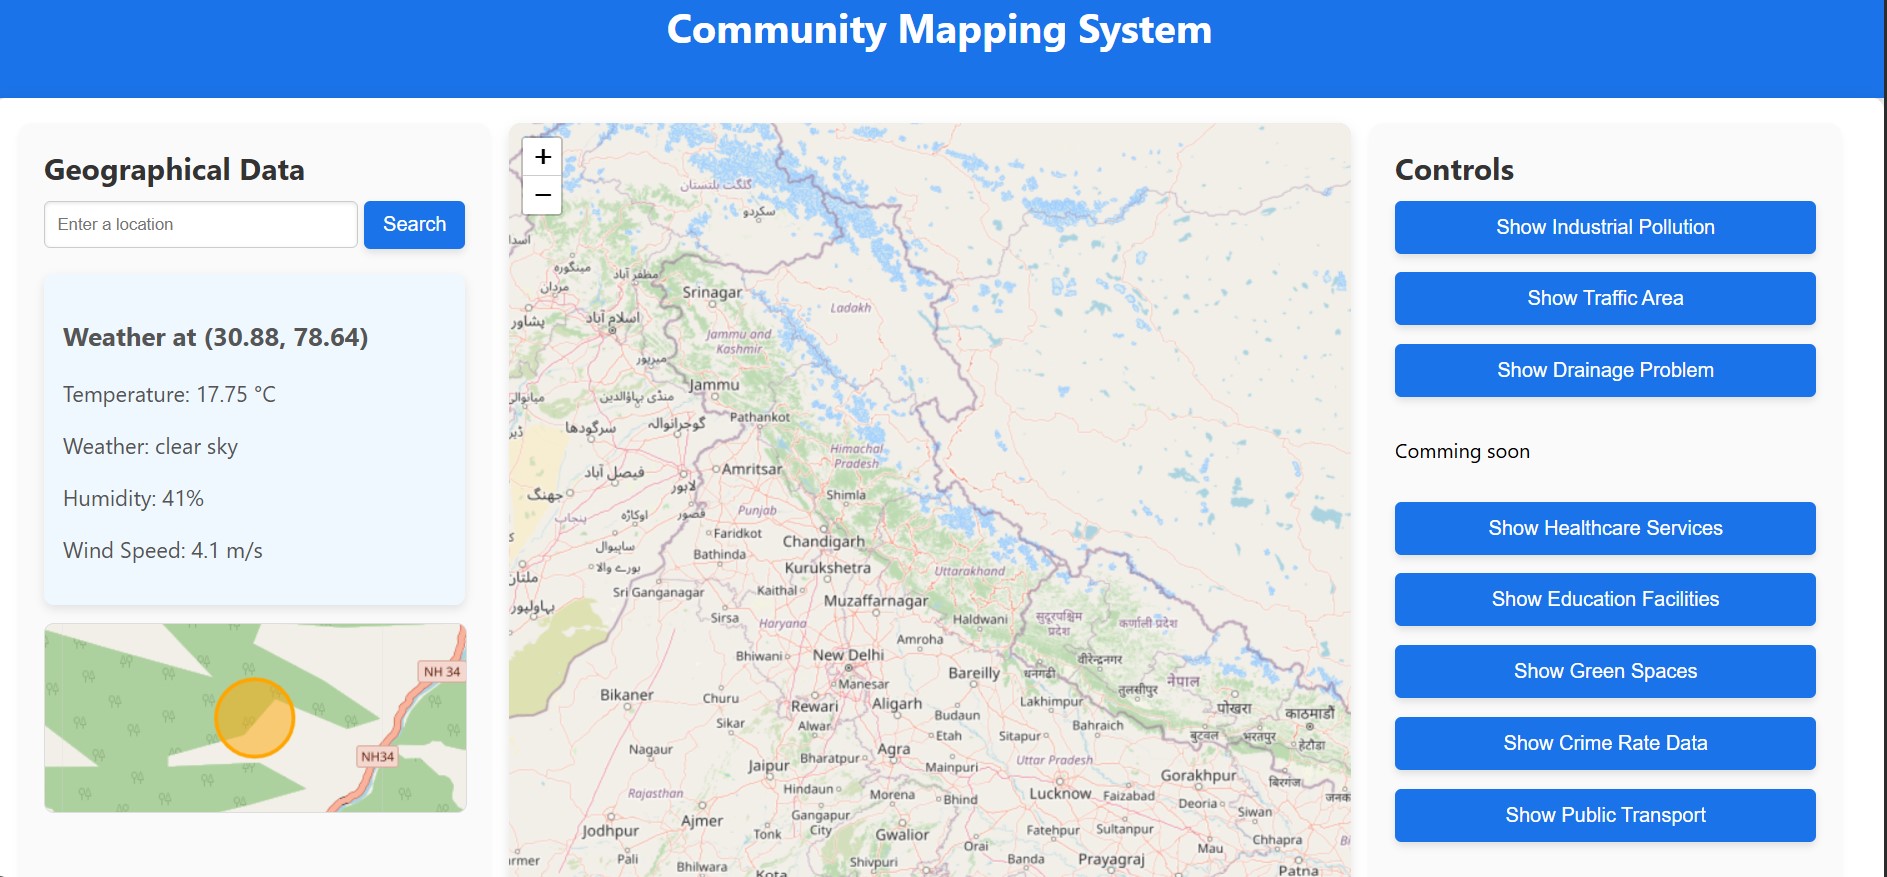 Community Mapping System
Geographical Data
Enter a location
Search
Weather at (30.88, 78.64)
Temperature: 17.75 °C
Weather: clear sky
Humidity: 41%
Wind Speed: 4.1 m/s
NH 34
NH34
+
−
گلگت بلتستان
سکردو
مینگورہ
مظفر آباد
مردان
Srinagar
Ladakh
پشاور
اسلام آباد
Jammu and
Kashmir
میرپور
Jammu
میانوالی
منڈی بہاؤالدین
Pathankot
سرگودھا
گوجرانوالہ
Himachal
Pradesh
Amritsar
فیصل آباد
لاہور
جھنگ
Shimla
Punjab
قصور
اوکاڑہ
پنجاب
Faridkot
Chandigarh
ساہیوال
Bathinda
بورے والا
Kurukshetra
Uttarakhand
ملتان
Sri Ganganagar
Kaithal
Muzaffarnagar
بہاولپور
Sirsa
Haryana
Haldwani
सुदूरपश्चिम
प्रदेश
कर्णाली प्रदेश
Amroha
Bhiwani
New Delhi
वीरेन्द्रनगर
Bareilly
धनगढी
नेपाल
Manesar
तुलसीपुर
Bikaner
Churu
Rewari
Aligarh
Lakhimpur
पोखरा
काठमाडौं
Sikar
Alwar
Budaun
Bahraich
Etah
Sitapur
बुटवल
भरतपुर
हेटौडा
Nagaur
Agra
Jaipur
Bharatpur
Mainpuri
Uttar Pradesh
Gorakhpur
बिरगंज
Rajasthan
Hindaun
Morena
Bhind
Lucknow
Faizabad
Deoria
जनक
Ajmer
Gangapur
City
Siwan
Jodhpur
Tonk
Gwalior
Fatehpur
Sultanpur
Chhapra
Pali
Orai
Mau
rmer
Bhilwara
Shivpuri
Banda
Prayagraj
Kota
Patna
Controls
Show Industrial Pollution
Show Traffic Area
Show Drainage Problem
Comming soon
Show Healthcare Services
Show Education Facilities
Show Green Spaces
Show Crime Rate Data
Show Public Transport